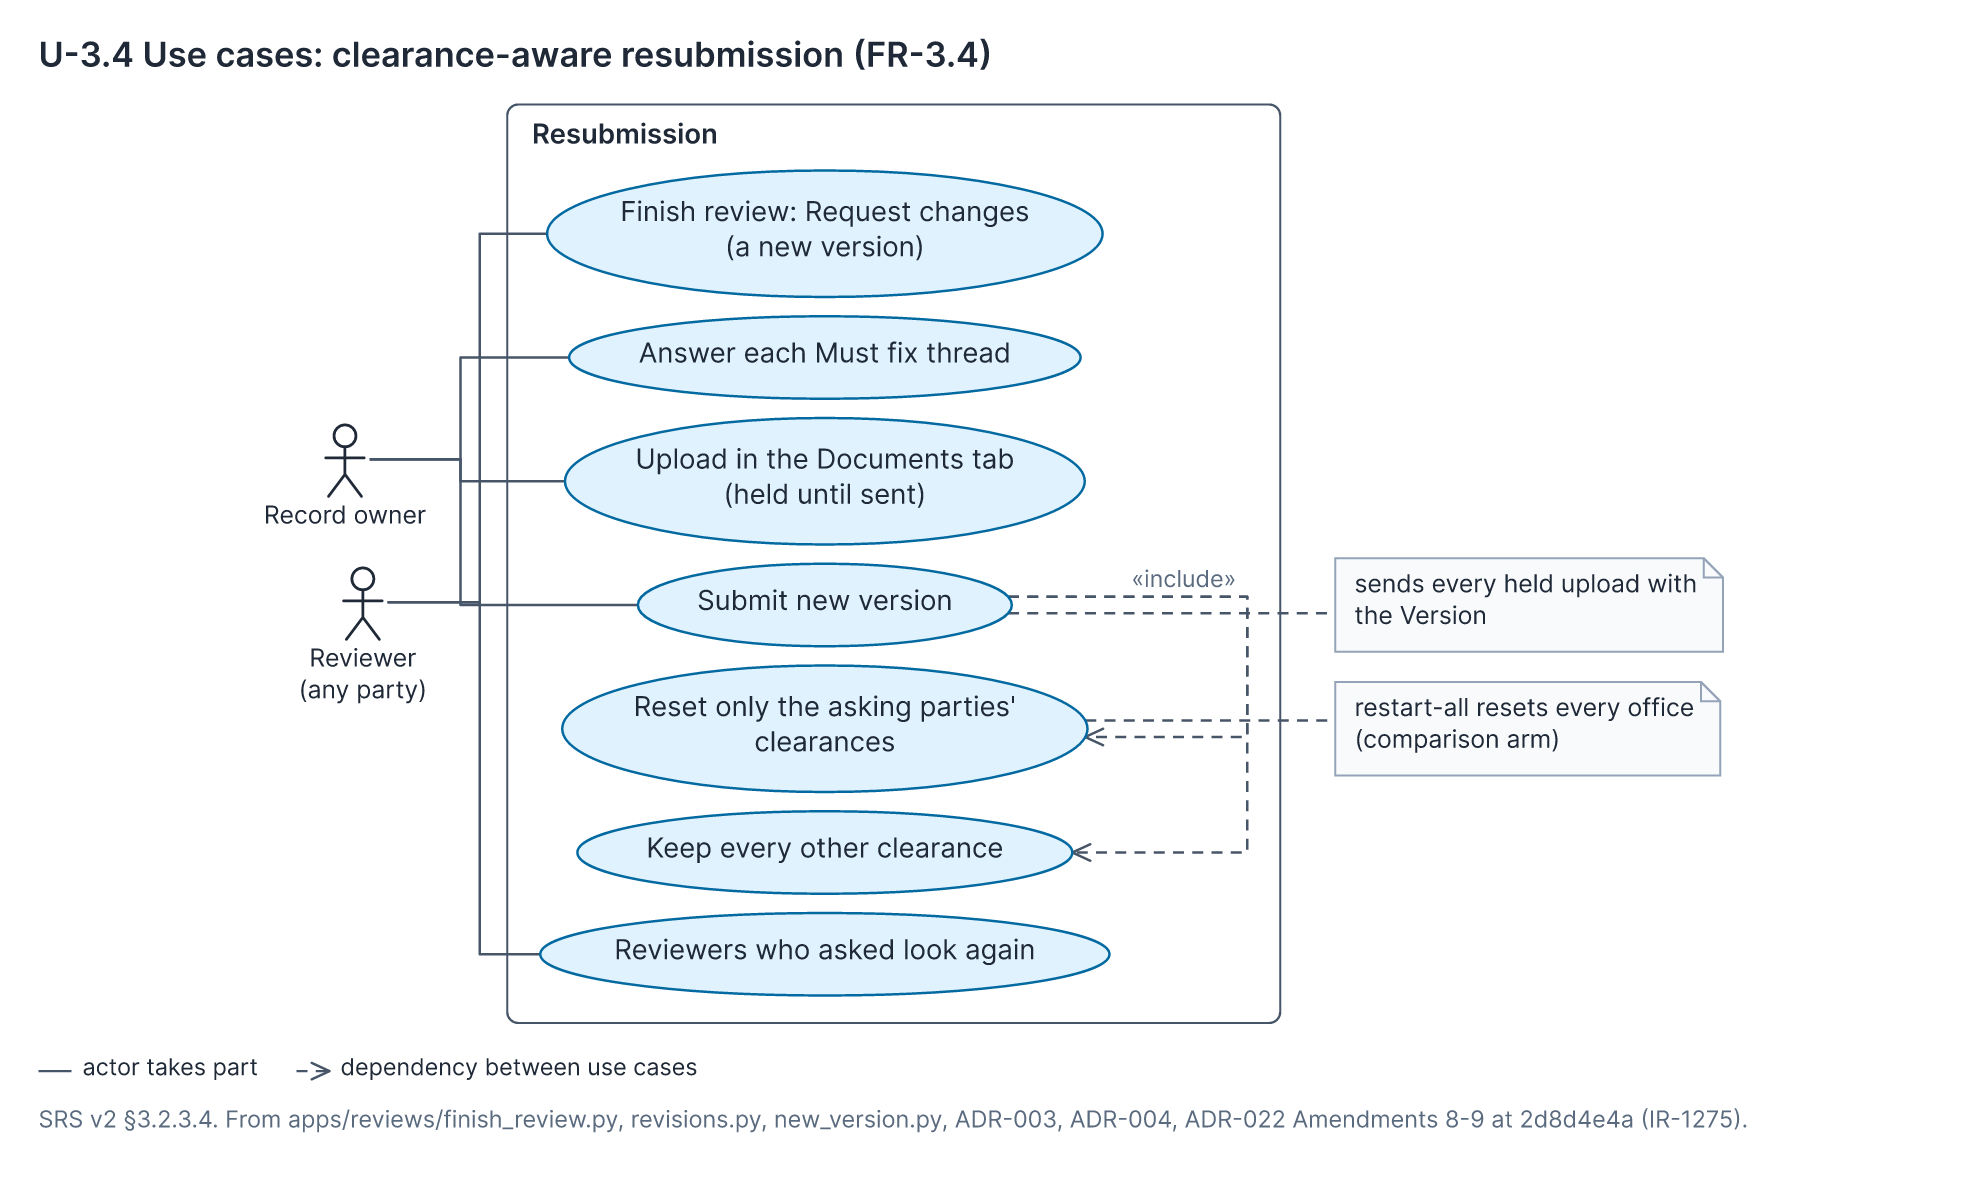 U-3.4 Use cases: clearance-aware resubmission (FR-3.4)
Resubmission
Finish review: Request changes
(a new version)
Answer each Must fix thread
Upload in the Documents tab
(held until sent)
Record owner
Submit new version
«include»
sends every held upload with
the Version
Reviewer
(any party)
Reset only the asking parties'
clearances
restart-all resets every office
(comparison arm)
Keep every other clearance
Reviewers who asked look again
actor takes part
dependency between use cases
SRS v2 §3.2.3.4. From apps/reviews/finish_review.py, revisions.py, new_version.py, ADR-003, ADR-004, ADR-022 Amendments 8-9 at 2d8d4e4a (IR-1275).